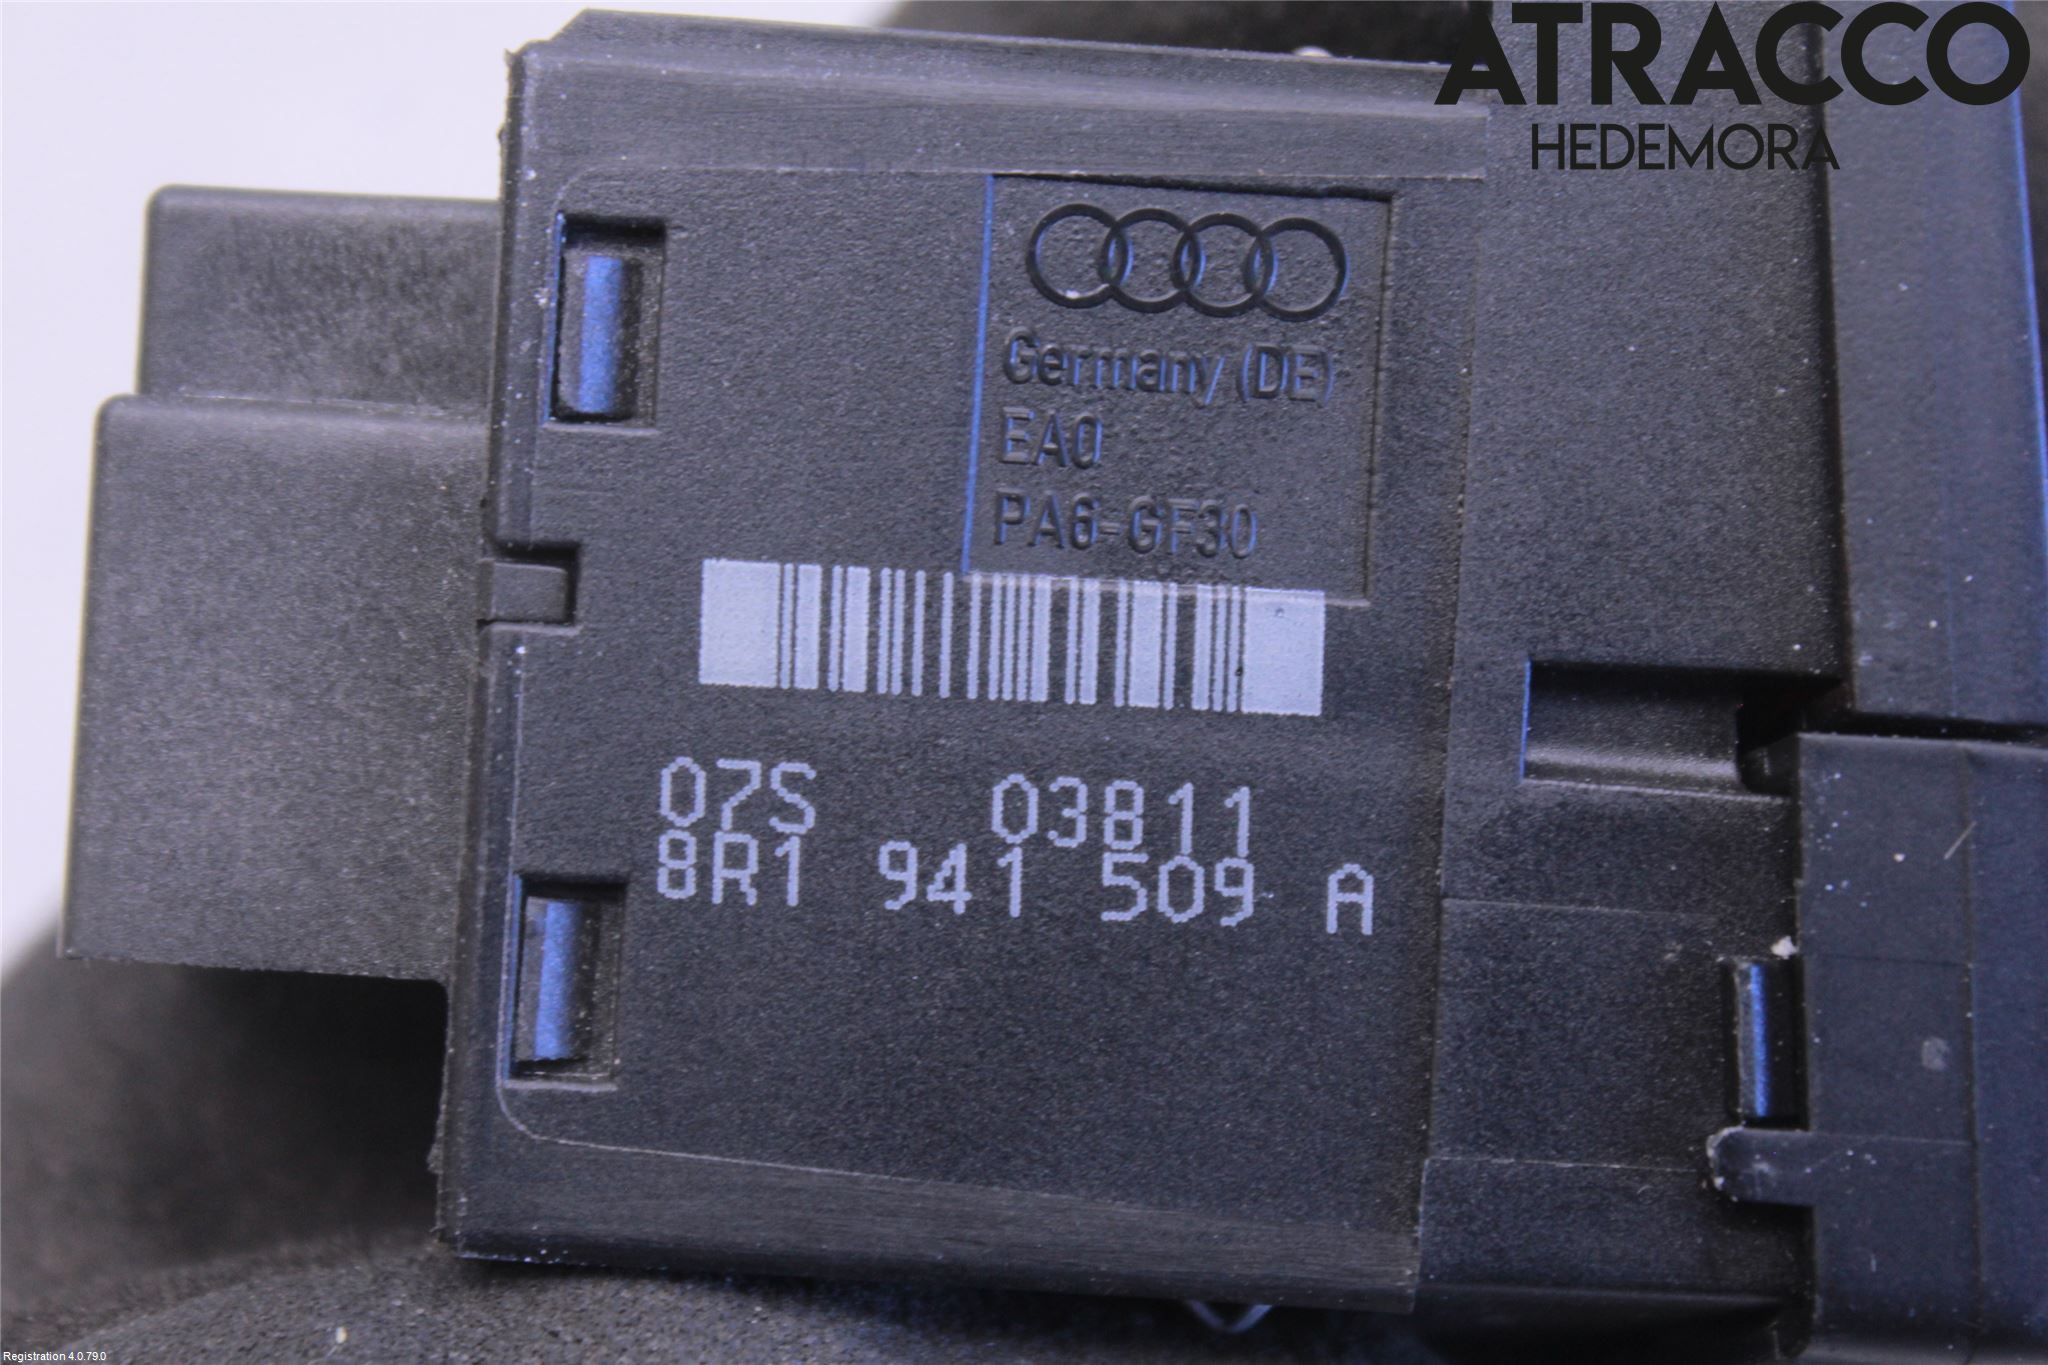 ATRACCO
HEDEMORA
Germany (DE)
EA0
PA6-GF30
07S 03811
8R1 941 509 A
Registration 4.0.79.0